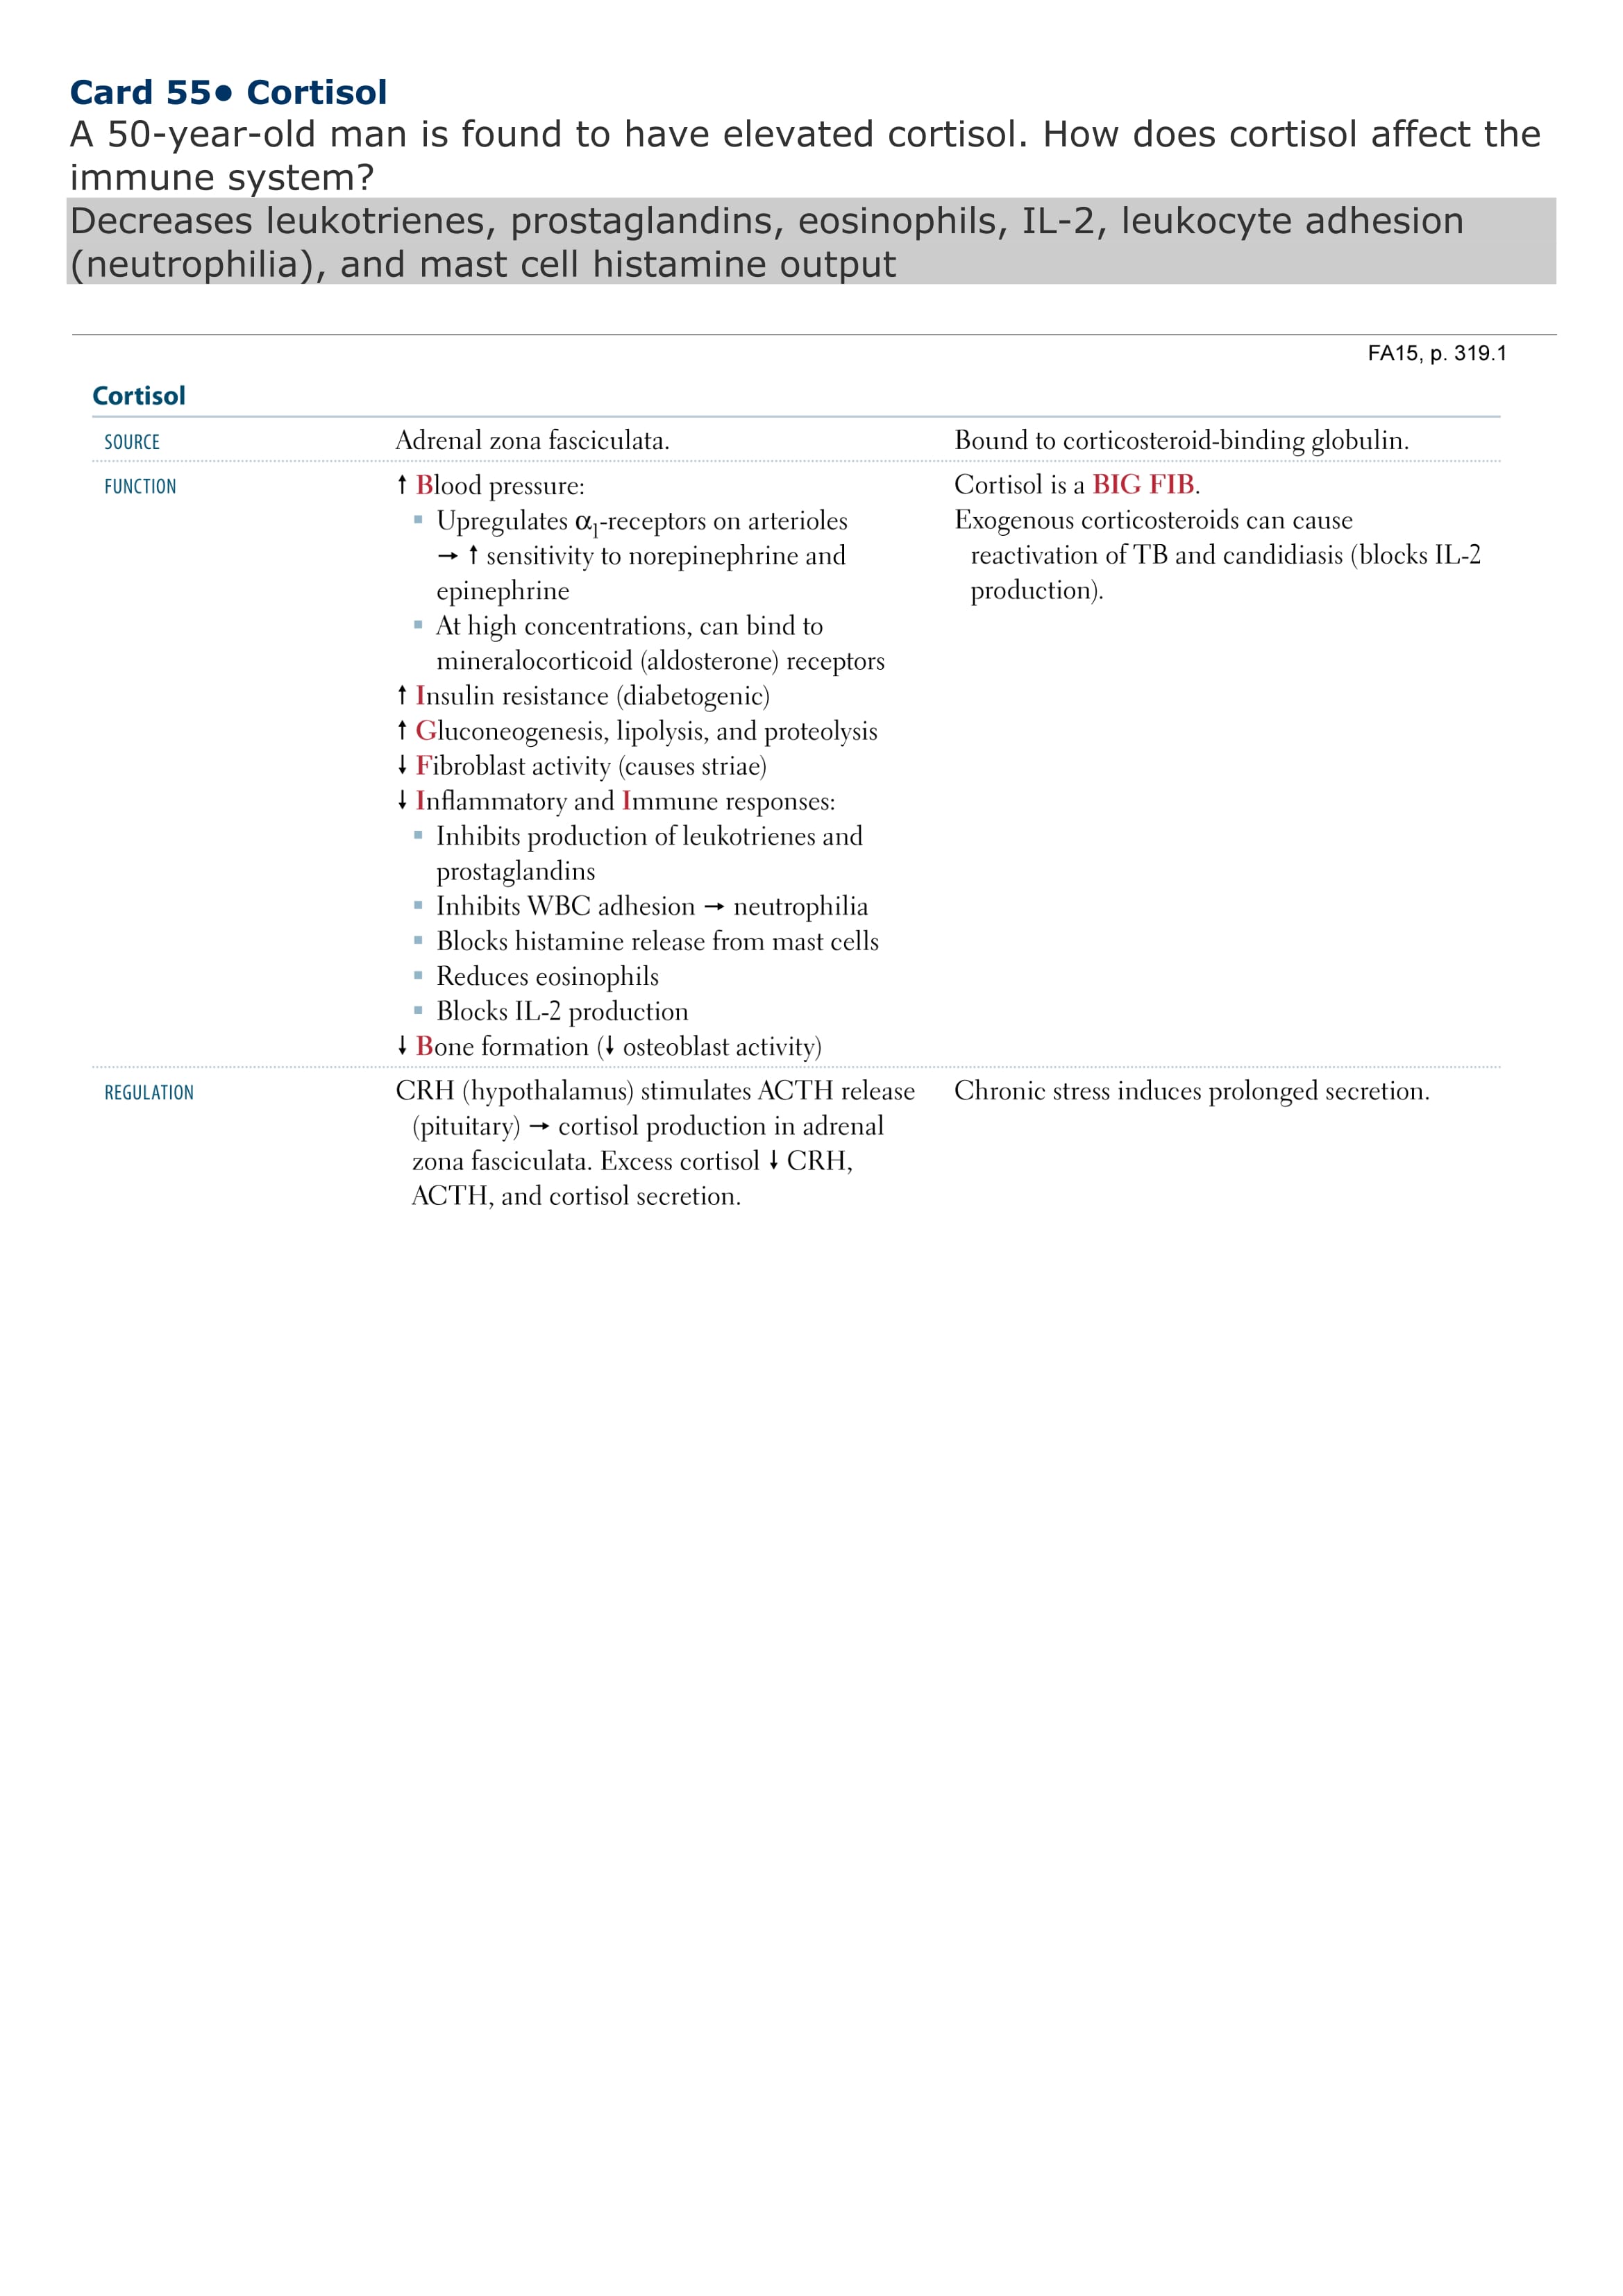 Card 55● Cortisol
A 50-year-old man is found to have elevated cortisol. How does cortisol affect the
immune system?
Decreases leukotrienes, prostaglandins, eosinophils, IL-2, leukocyte adhesion
(neutrophilia), and mast cell histamine output
FA15, p. 319.1
Cortisol
SOURCE
Adrenal zona fasciculata.
Bound to corticosteroid-binding globulin.
FUNCTION
↑ Blood pressure:
▪ Upregulates α₁-receptors on arterioles
→ ↑ sensitivity to norepinephrine and
epinephrine
▪ At high concentrations, can bind to
mineralocorticoid (aldosterone) receptors
↑ Insulin resistance (diabetogenic)
↑ Gluconeogenesis, lipolysis, and proteolysis
↓ Fibroblast activity (causes striae)
↓ Inflammatory and Immune responses:
▪ Inhibits production of leukotrienes and
prostaglandins
▪ Inhibits WBC adhesion → neutrophilia
▪ Blocks histamine release from mast cells
▪ Reduces eosinophils
▪ Blocks IL-2 production
↓ Bone formation (↓ osteoblast activity)
Cortisol is a BIG FIB.
Exogenous corticosteroids can cause
reactivation of TB and candidiasis (blocks IL-2
production).
REGULATION
CRH (hypothalamus) stimulates ACTH release
(pituitary) → cortisol production in adrenal
zona fasciculata. Excess cortisol ↓ CRH,
ACTH, and cortisol secretion.
Chronic stress induces prolonged secretion.